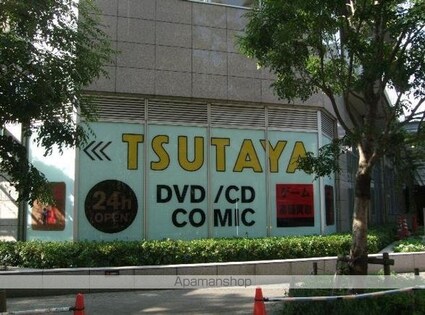 ≪ TSUTAYA
24h
OPEN
DVD/CD
COMIC
ゲーム
Apamanshop